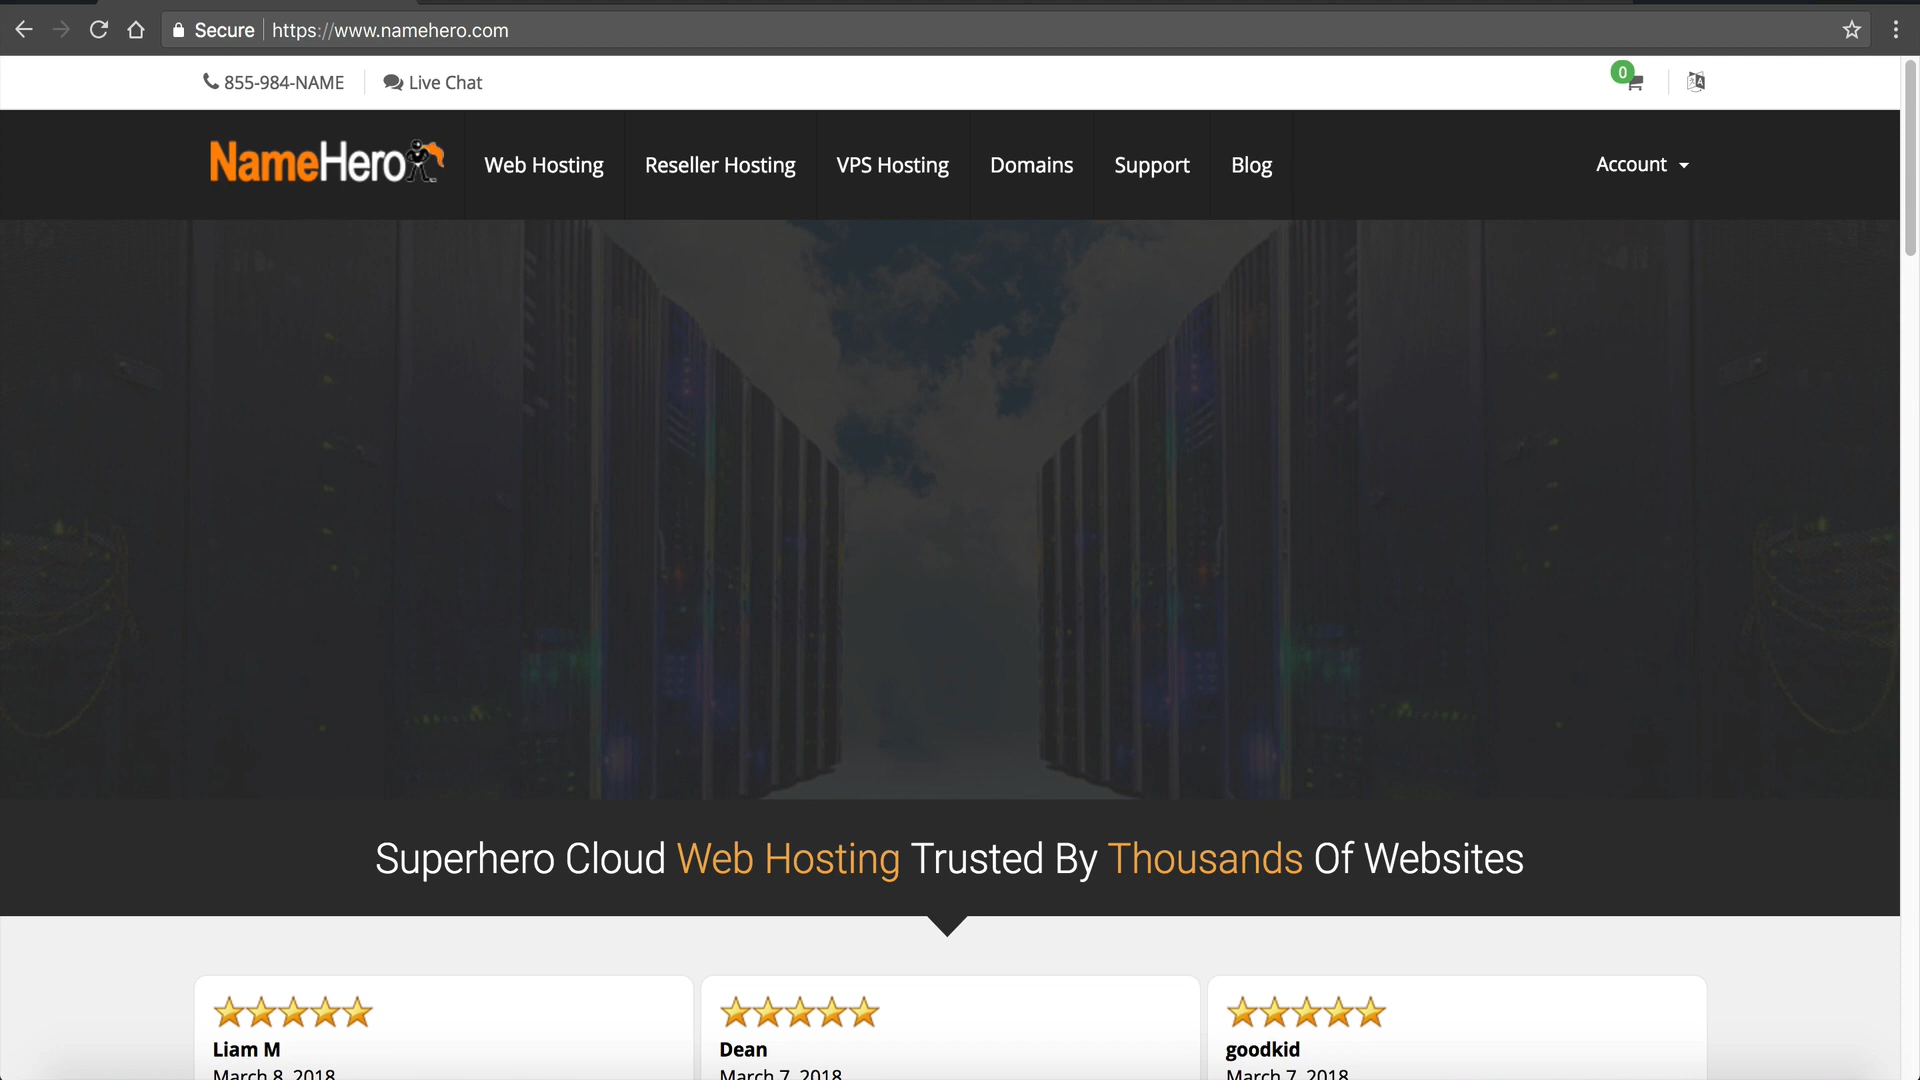 Secure https://www.namehero.com
855-984-NAME Live Chat 0
NameHero Web Hosting Reseller Hosting VPS Hosting Domains Support Blog Account
Superhero Cloud Web Hosting Trusted By Thousands Of Websites
Liam M
March 8, 2018
Dean
March 7, 2018
goodkid
March 7, 2018